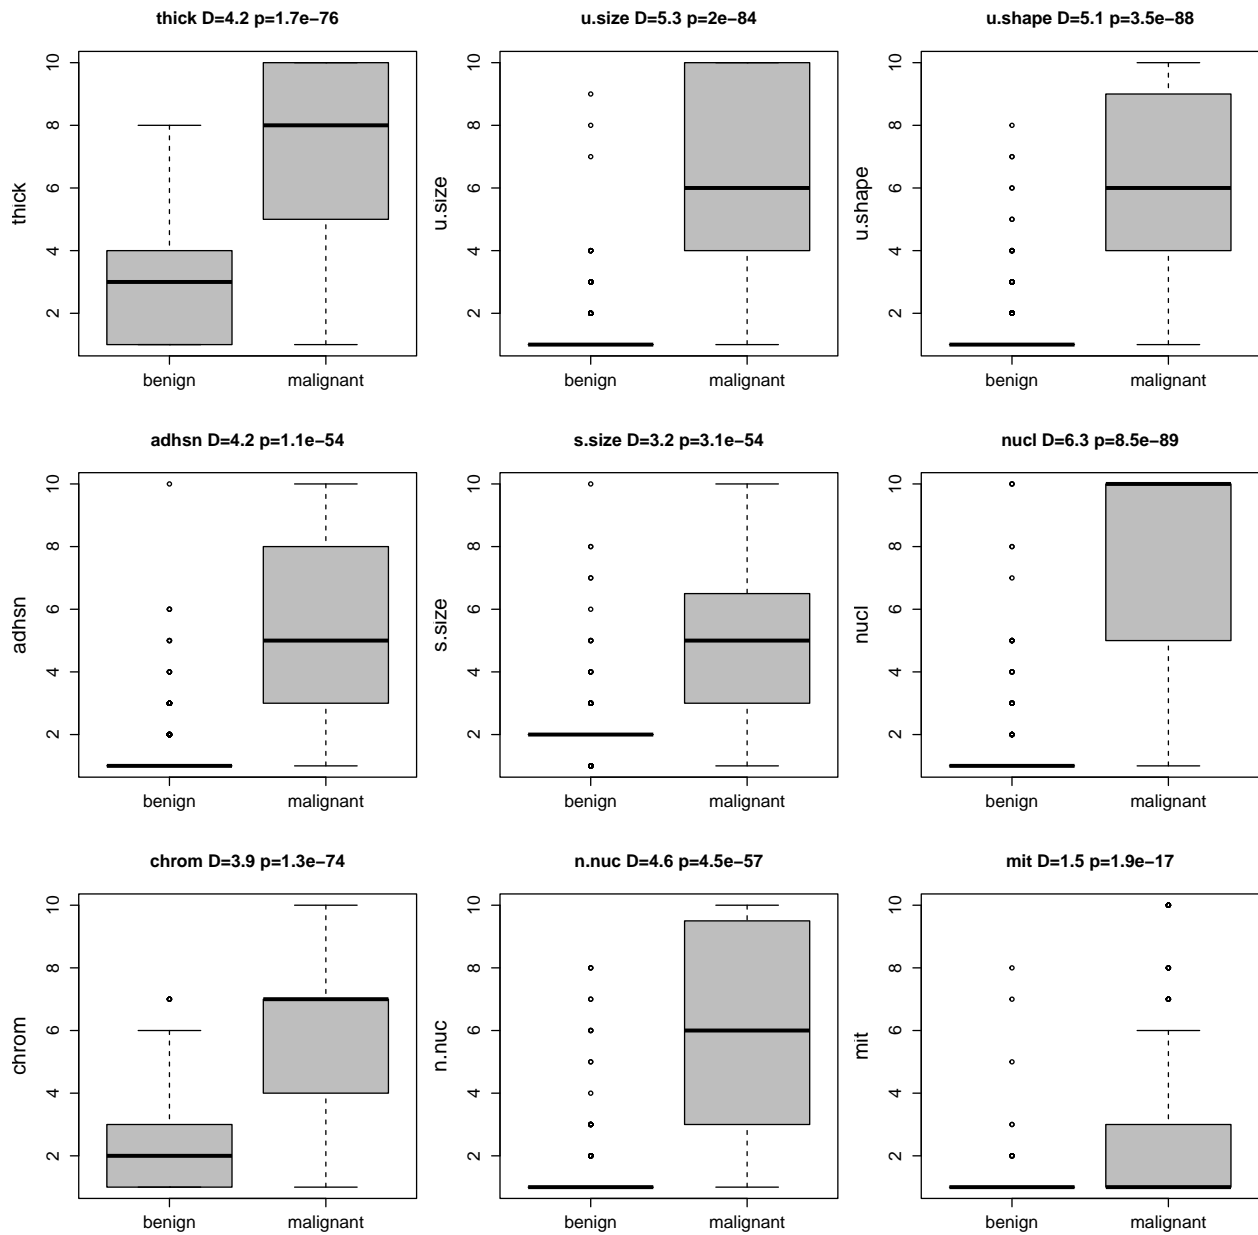 thick D=4.2 p=1.7e−76
thick
10
8
6
4
2
benign malignant
u.size D=5.3 p=2e−84
u.size
10
8
6
4
2
benign malignant
u.shape D=5.1 p=3.5e−88
u.shape
10
8
6
4
2
benign malignant
adhsn D=4.2 p=1.1e−54
adhsn
10
8
6
4
2
benign malignant
s.size D=3.2 p=3.1e−54
s.size
10
8
6
4
2
benign malignant
nucl D=6.3 p=8.5e−89
nucl
10
8
6
4
2
benign malignant
chrom D=3.9 p=1.3e−74
chrom
10
8
6
4
2
benign malignant
n.nuc D=4.6 p=4.5e−57
n.nuc
10
8
6
4
2
benign malignant
mit D=1.5 p=1.9e−17
mit
10
8
6
4
2
benign malignant